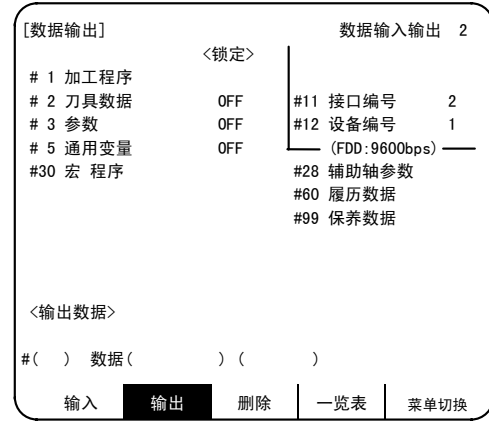 [数据输出] 数据输入输出 2
<锁定>
# 1 加工程序
# 2 刀具数据 OFF #11 接口编号 2
# 3 参数 OFF #12 设备编号 1
# 5 通用变量 OFF (FDD:9600bps)
#30 宏 程序 #28 辅助轴参数
#60 履历数据
#99 保养数据
<输出数据>
#( ) 数据( ) ( )
输入 输出 删除 一览表 菜单切换